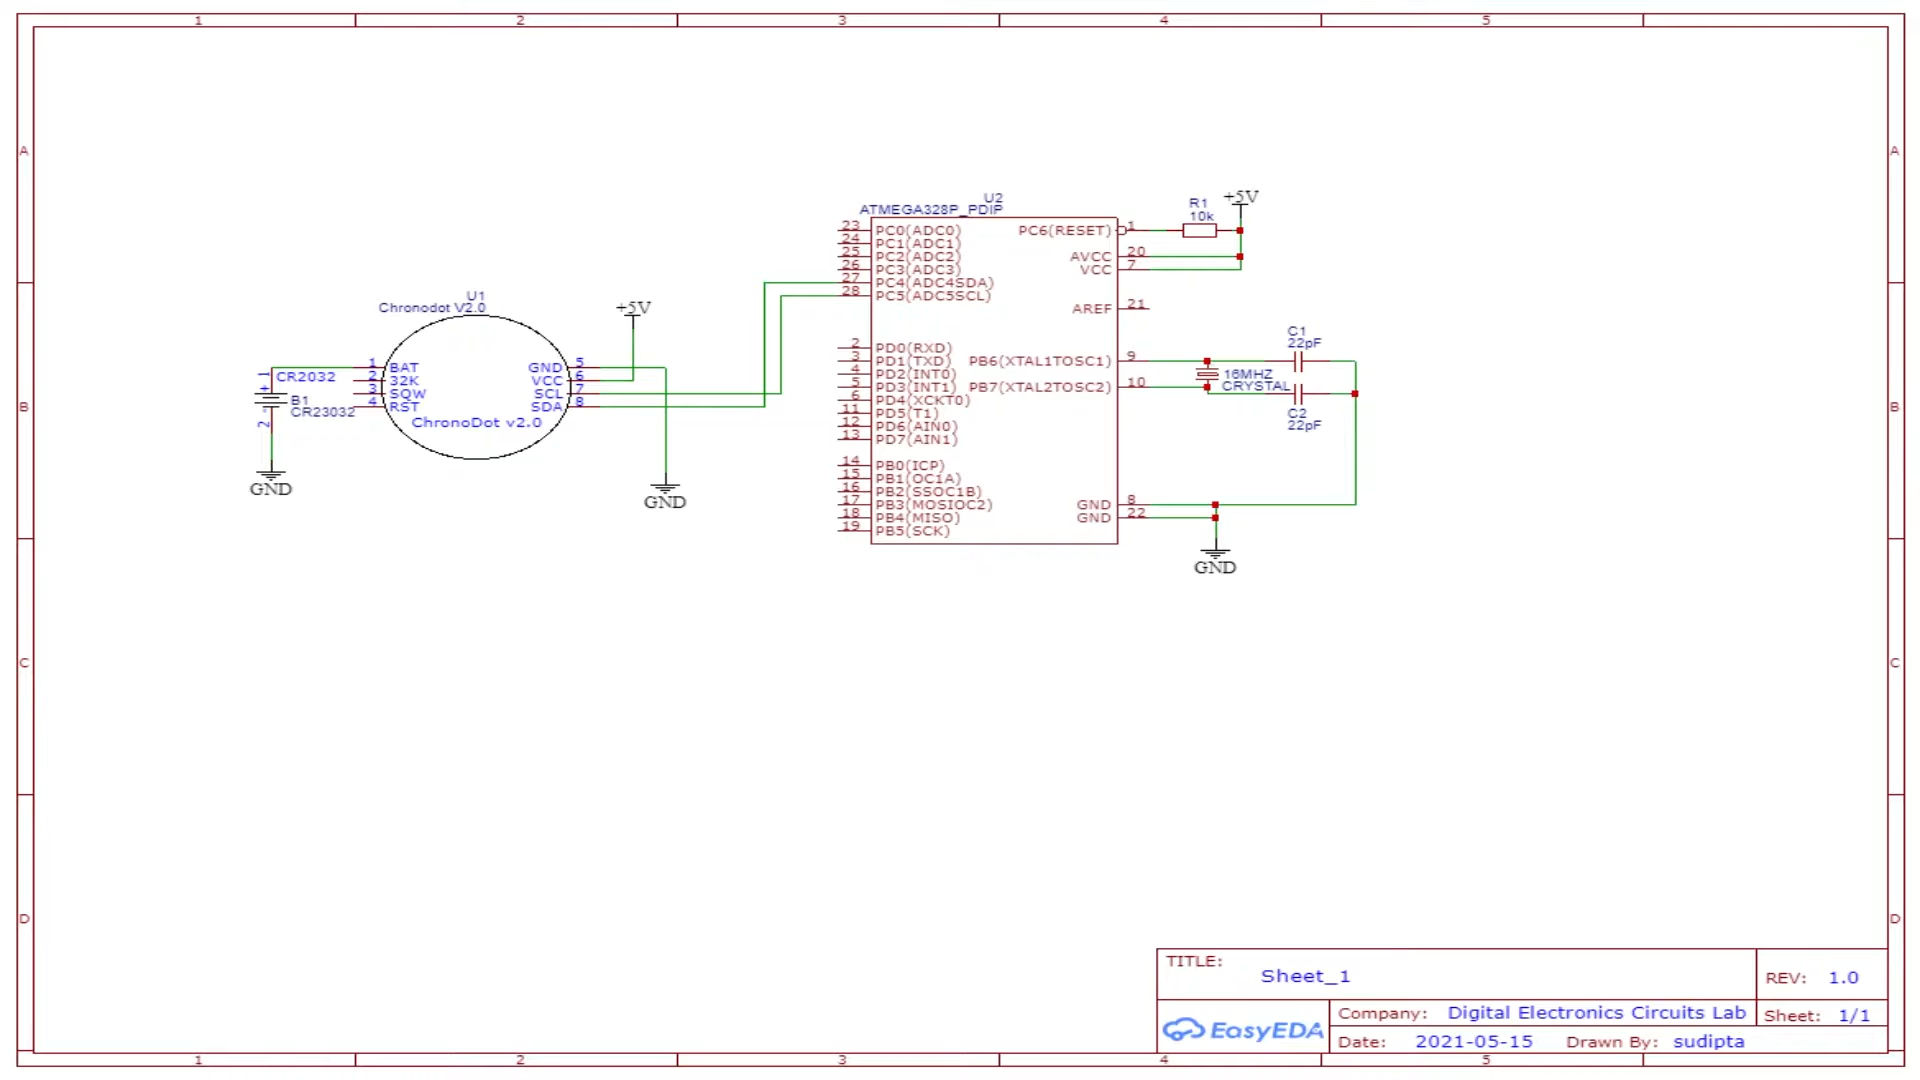 1 2 3 4 5
A A
B B
C C
D D
1 2 3 4 5
U1
Chronodot V2.0
1 BAT
2 32K
3 SQW
4 RST
GND 5
VCC 6
SCL 7
SDA 8
ChronoDot v2.0
1
+
CR2032
B1
CR23032
-
2
GND
+5V
GND
U2
ATMEGA328P_PDIP
23 PC0(ADC0)
24 PC1(ADC1)
25 PC2(ADC2)
26 PC3(ADC3)
27 PC4(ADC4SDA)
28 PC5(ADC5SCL)
2 PD0(RXD)
3 PD1(TXD)
4 PD2(INT0)
5 PD3(INT1)
6 PD4(XCKT0)
11 PD5(T1)
12 PD6(AIN0)
13 PD7(AIN1)
14 PB0(ICP)
15 PB1(OC1A)
16 PB2(SSOC1B)
17 PB3(MOSIOC2)
18 PB4(MISO)
19 PB5(SCK)
PC6(RESET) 1
AVCC 20
VCC 7
AREF 21
PB6(XTAL1TOSC1) 9
PB7(XTAL2TOSC2) 10
GND 8
GND 22
R1
10k
+5V
C1
22pF
16MHZ
CRYSTAL
C2
22pF
GND
TITLE:
Sheet_1
REV: 1.0
EasyEDA
Company: Digital Electronics Circuits Lab
Sheet: 1/1
Date: 2021-05-15 Drawn By: sudipta